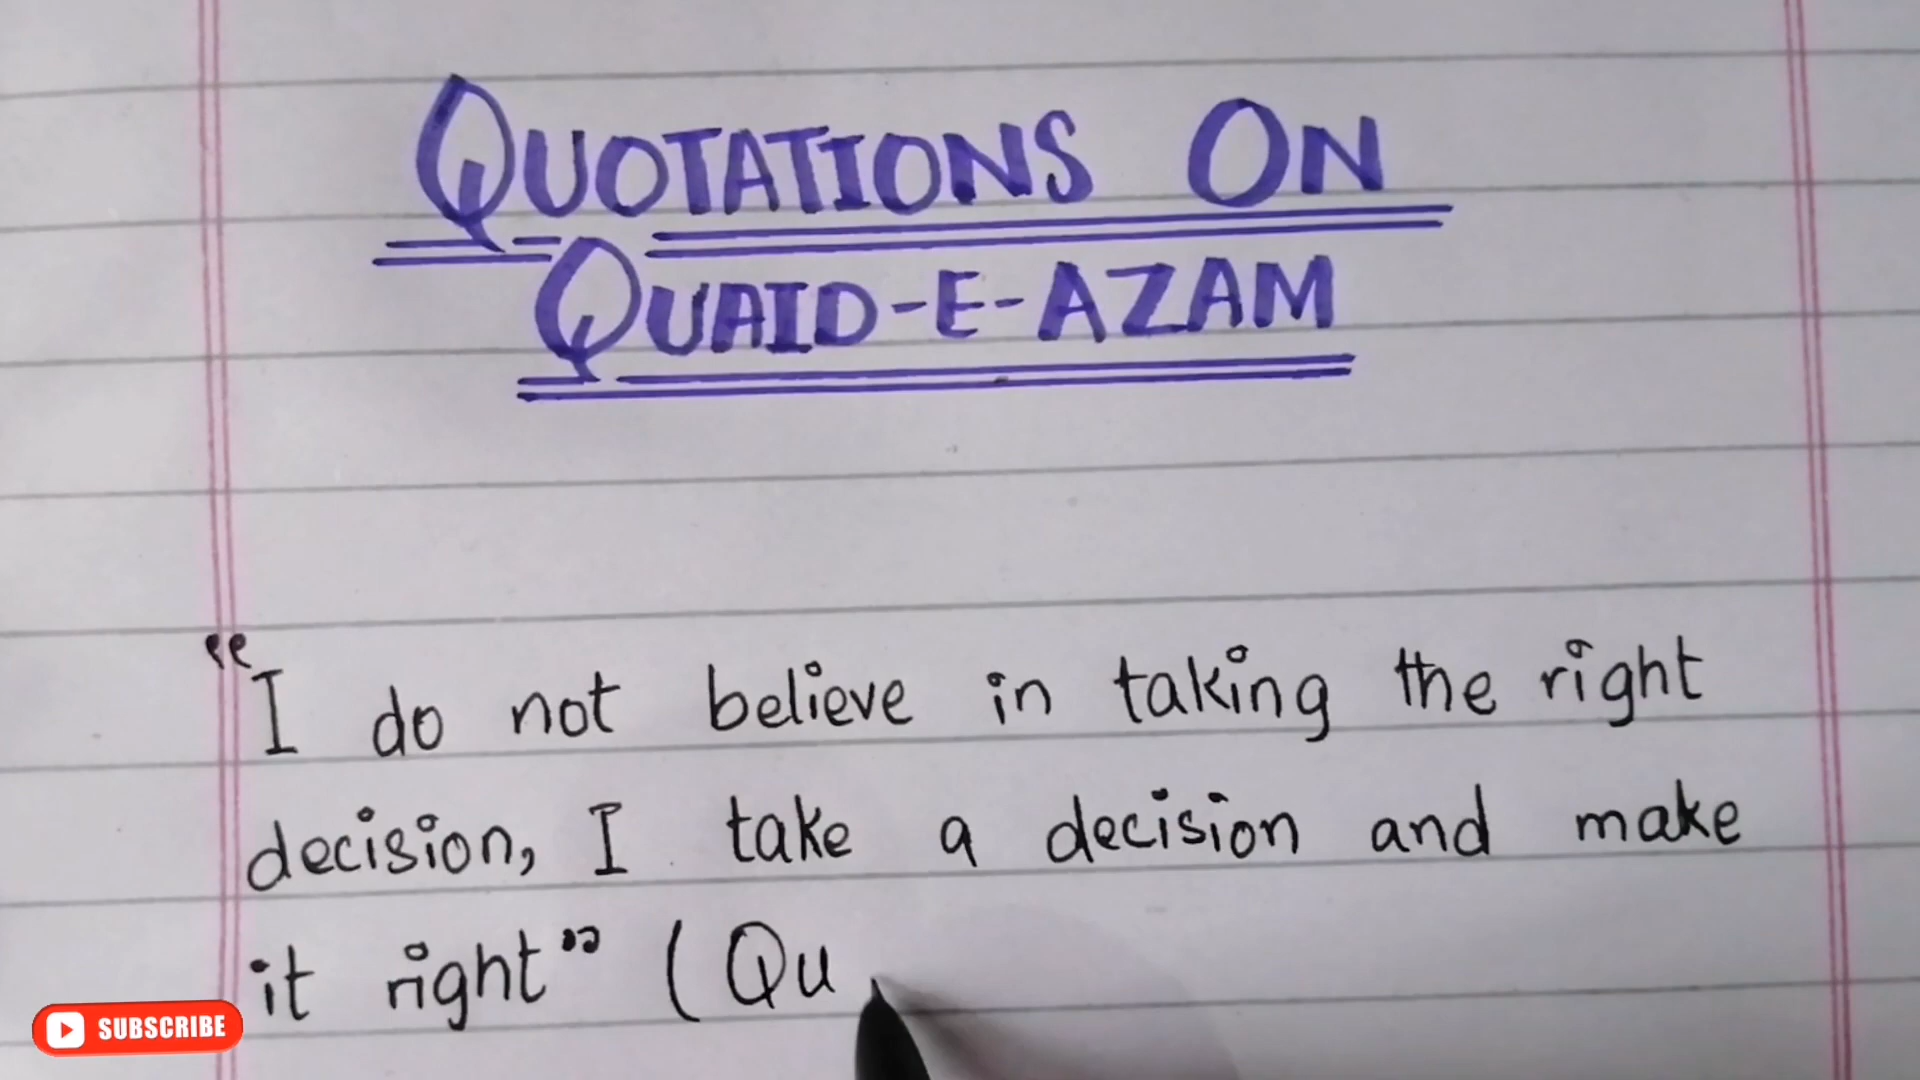 QUOTATIONS ON
QUAID-E-AZAM
“I do not believe in taking the right
decision, I take a decision and make
it right” (Qu
SUBSCRIBE